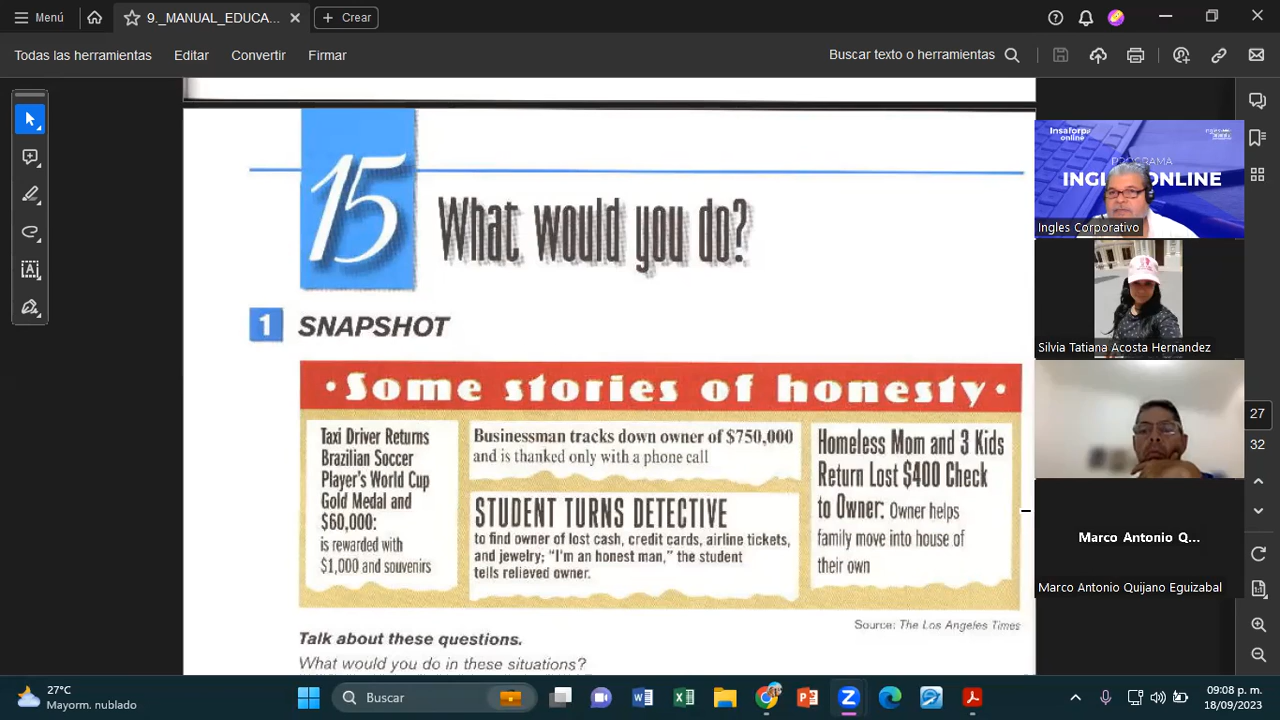 Menú
9._MANUAL_EDUCA...
Crear
Todas las herramientas
Editar
Convertir
Firmar
Buscar texto o herramientas
15
What would you do?
1 SNAPSHOT
• Some stories of honesty •
Taxi Driver Returns
Brazilian Soccer
Player's World Cup
Gold Medal and
$60,000:
is rewarded with
$1,000 and souvenirs
Businessman tracks down owner of $750,000
and is thanked only with a phone call
STUDENT TURNS DETECTIVE
to find owner of lost cash, credit cards, airline tickets,
and jewelry; "I'm an honest man," the student
tells relieved owner.
Homeless Mom and 3 Kids
Return Lost $400 Check
to Owner: Owner helps
family move into house of
their own
Source: The Los Angeles Times
Talk about these questions.
What would you do in these situations?
Insaforp
online
PROGRAMA
INGLES ONLINE
Ingles Corporativo
Silvia Tatiana Acosta Hernandez
Marco Antonio Q...
Marco Antonio Quijano Eguizabal
27
32
27°C
Mayorm. nublado
Buscar
09:08 p. m.
18/09/2023